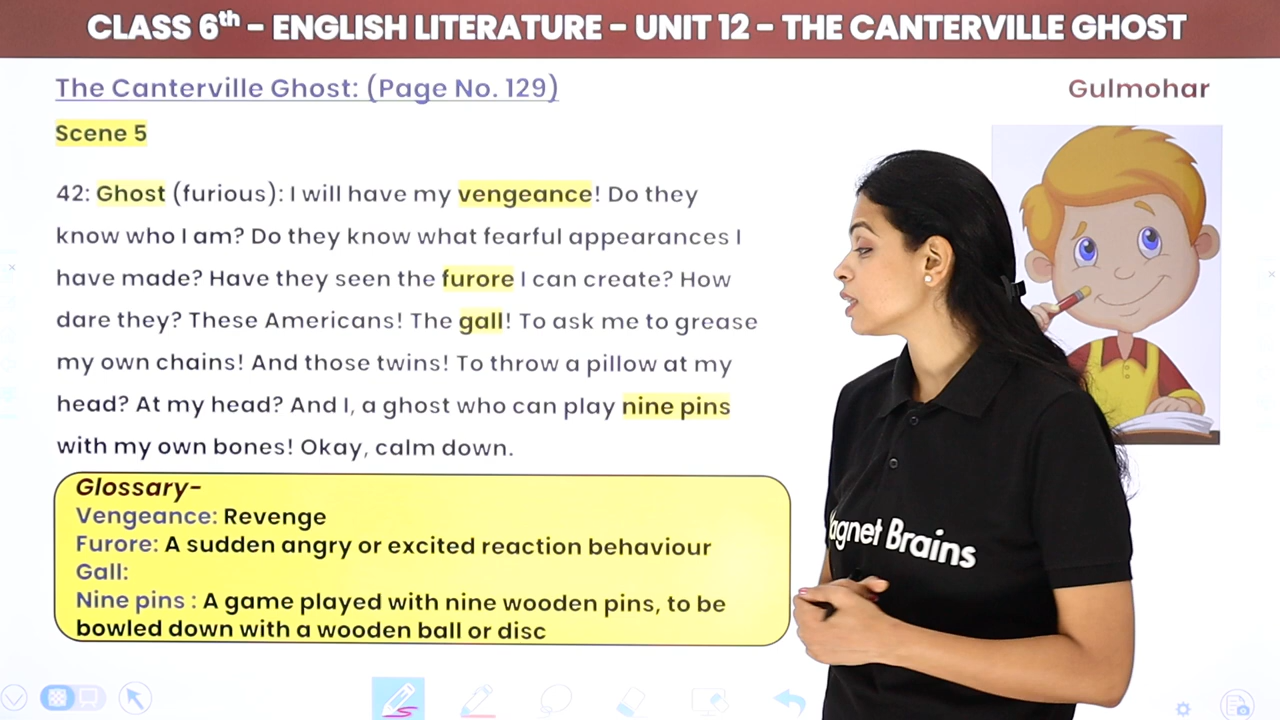 CLASS 6th – ENGLISH LITERATURE – UNIT 12 – THE CANTERVILLE GHOST
The Canterville Ghost: (Page No. 129)
Gulmohar
Scene 5
42: Ghost (furious): I will have my vengeance! Do they
know who I am? Do they know what fearful appearances I
have made? Have they seen the furore I can create? How
dare they? These Americans! The gall! To ask me to grease
my own chains! And those twins! To throw a pillow at my
head? At my head? And I, a ghost who can play nine pins
with my own bones! Okay, calm down.
Glossary-
Vengeance: Revenge
Furore: A sudden angry or excited reaction behaviour
Gall:
Nine pins : A game played with nine wooden pins, to be
bowled down with a wooden ball or disc
agnet Brains